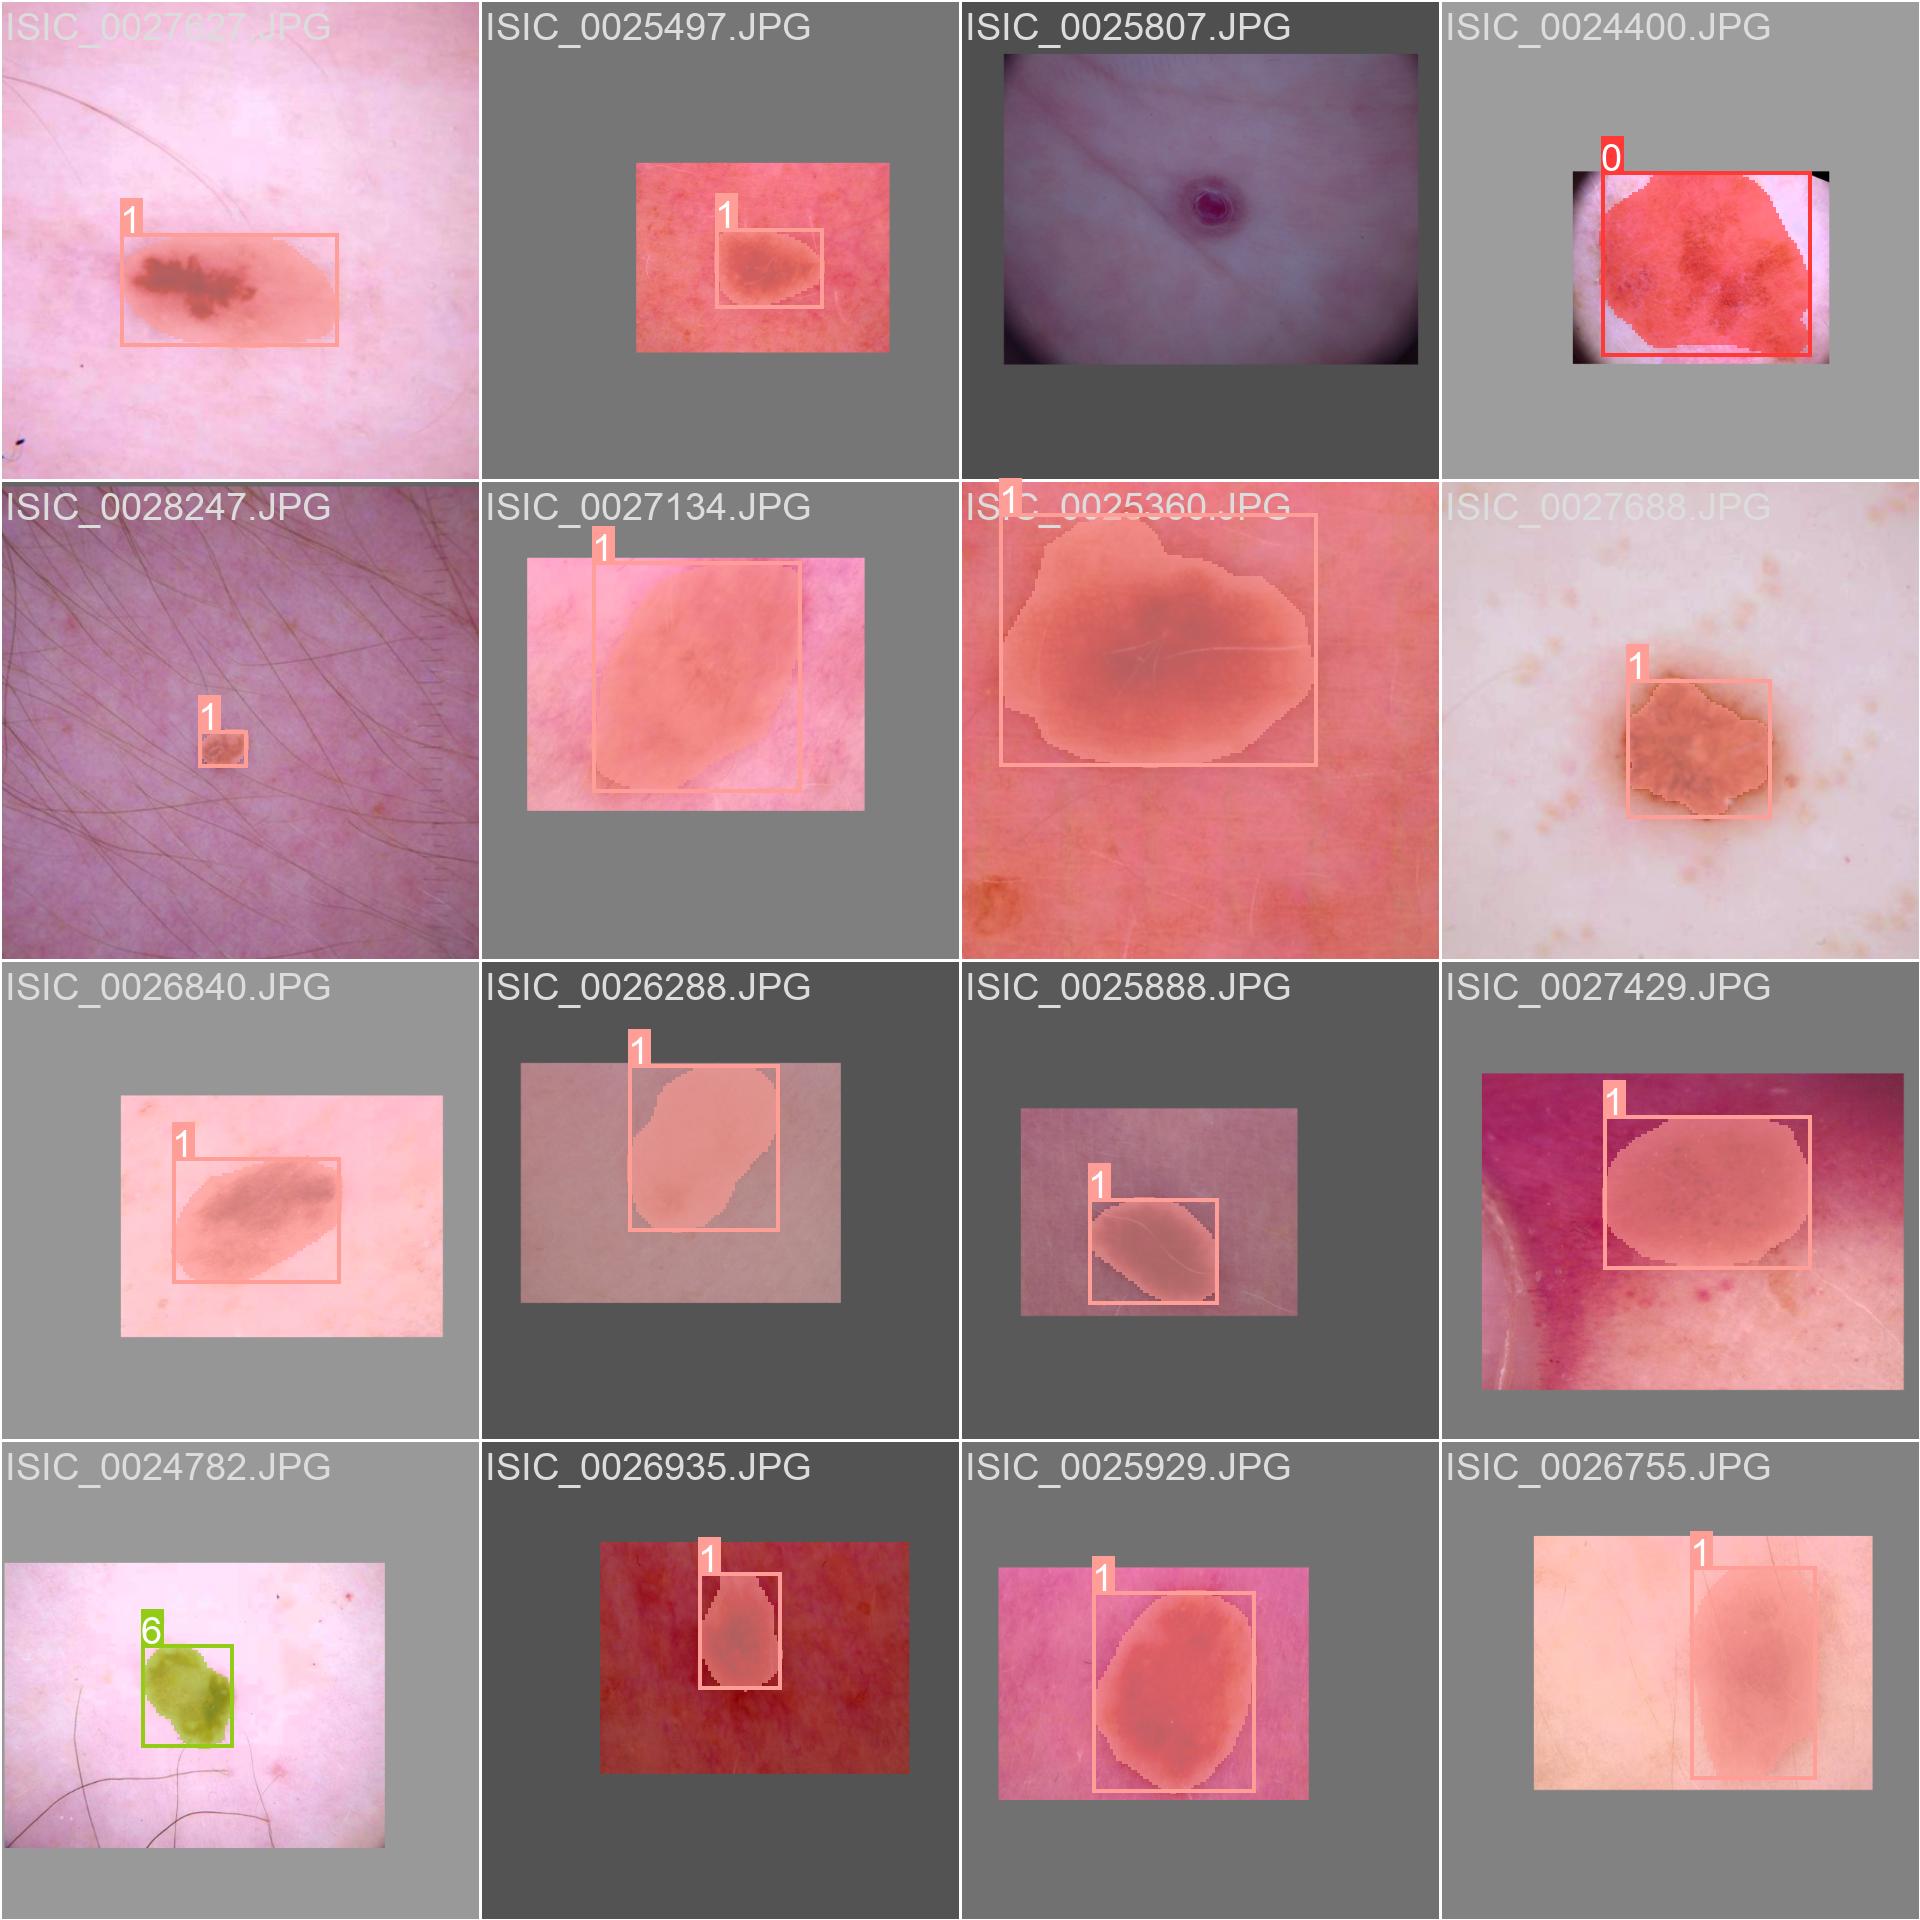 ISIC_0027627.JPG
ISIC_0025497.JPG
ISIC_0025807.JPG
ISIC_0024400.JPG
0
1
1
ISIC_0028247.JPG
ISIC_0027134.JPG
ISIC_0025360.JPG
ISIC_0027688.JPG
1
1
1
1
ISIC_0026840.JPG
ISIC_0026288.JPG
ISIC_0025888.JPG
ISIC_0027429.JPG
1
1
1
1
ISIC_0024782.JPG
ISIC_0026935.JPG
ISIC_0025929.JPG
ISIC_0026755.JPG
1
1
1
6